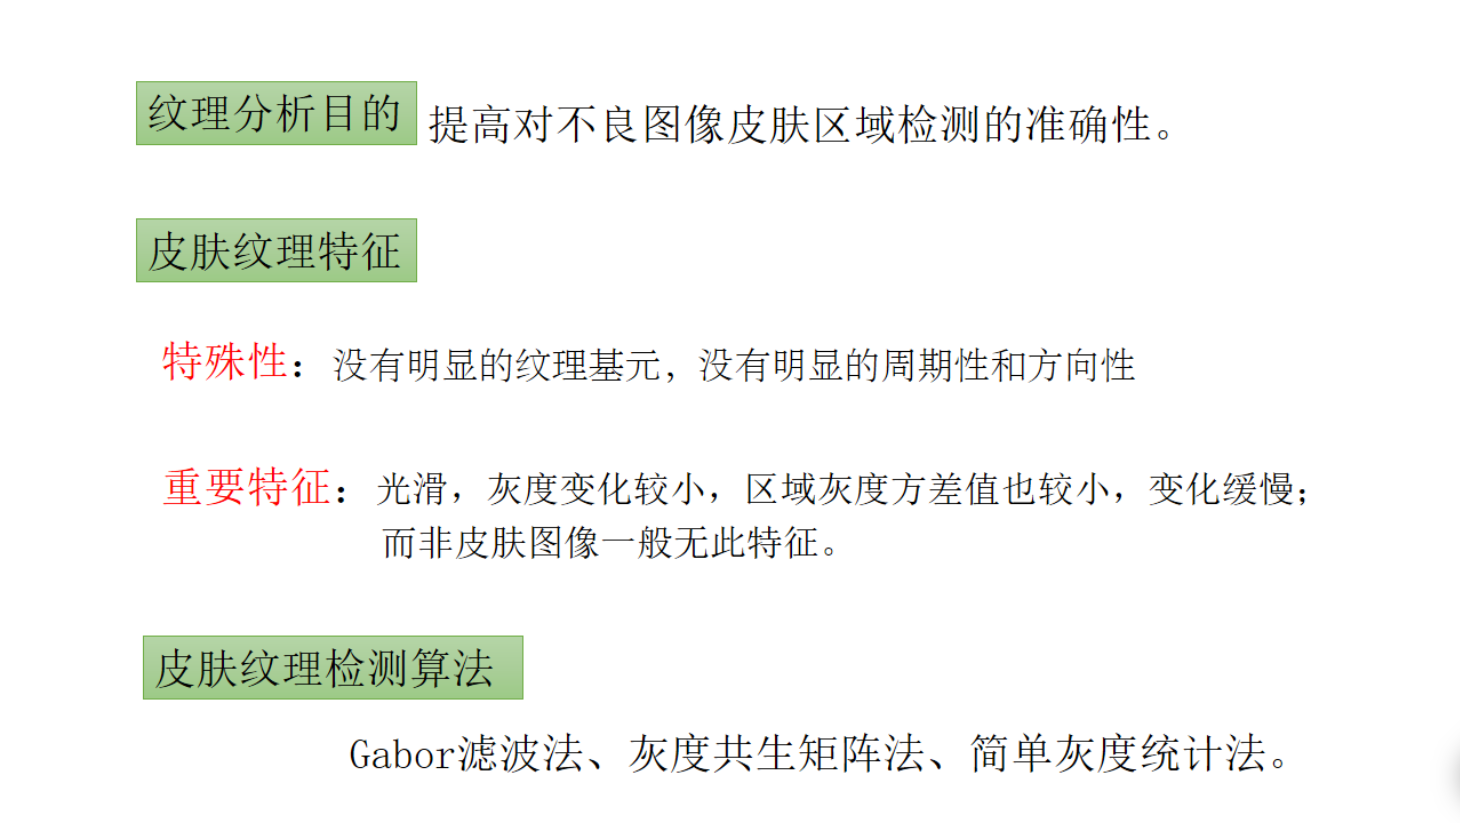 纹理分析目的 提高对不良图像皮肤区域检测的准确性。
皮肤纹理特征
特殊性：没有明显的纹理基元，没有明显的周期性和方向性
重要特征：光滑，灰度变化较小，区域灰度方差值也较小，变化缓慢；
而非皮肤图像一般无此特征。
皮肤纹理检测算法
Gabor滤波法、灰度共生矩阵法、简单灰度统计法。